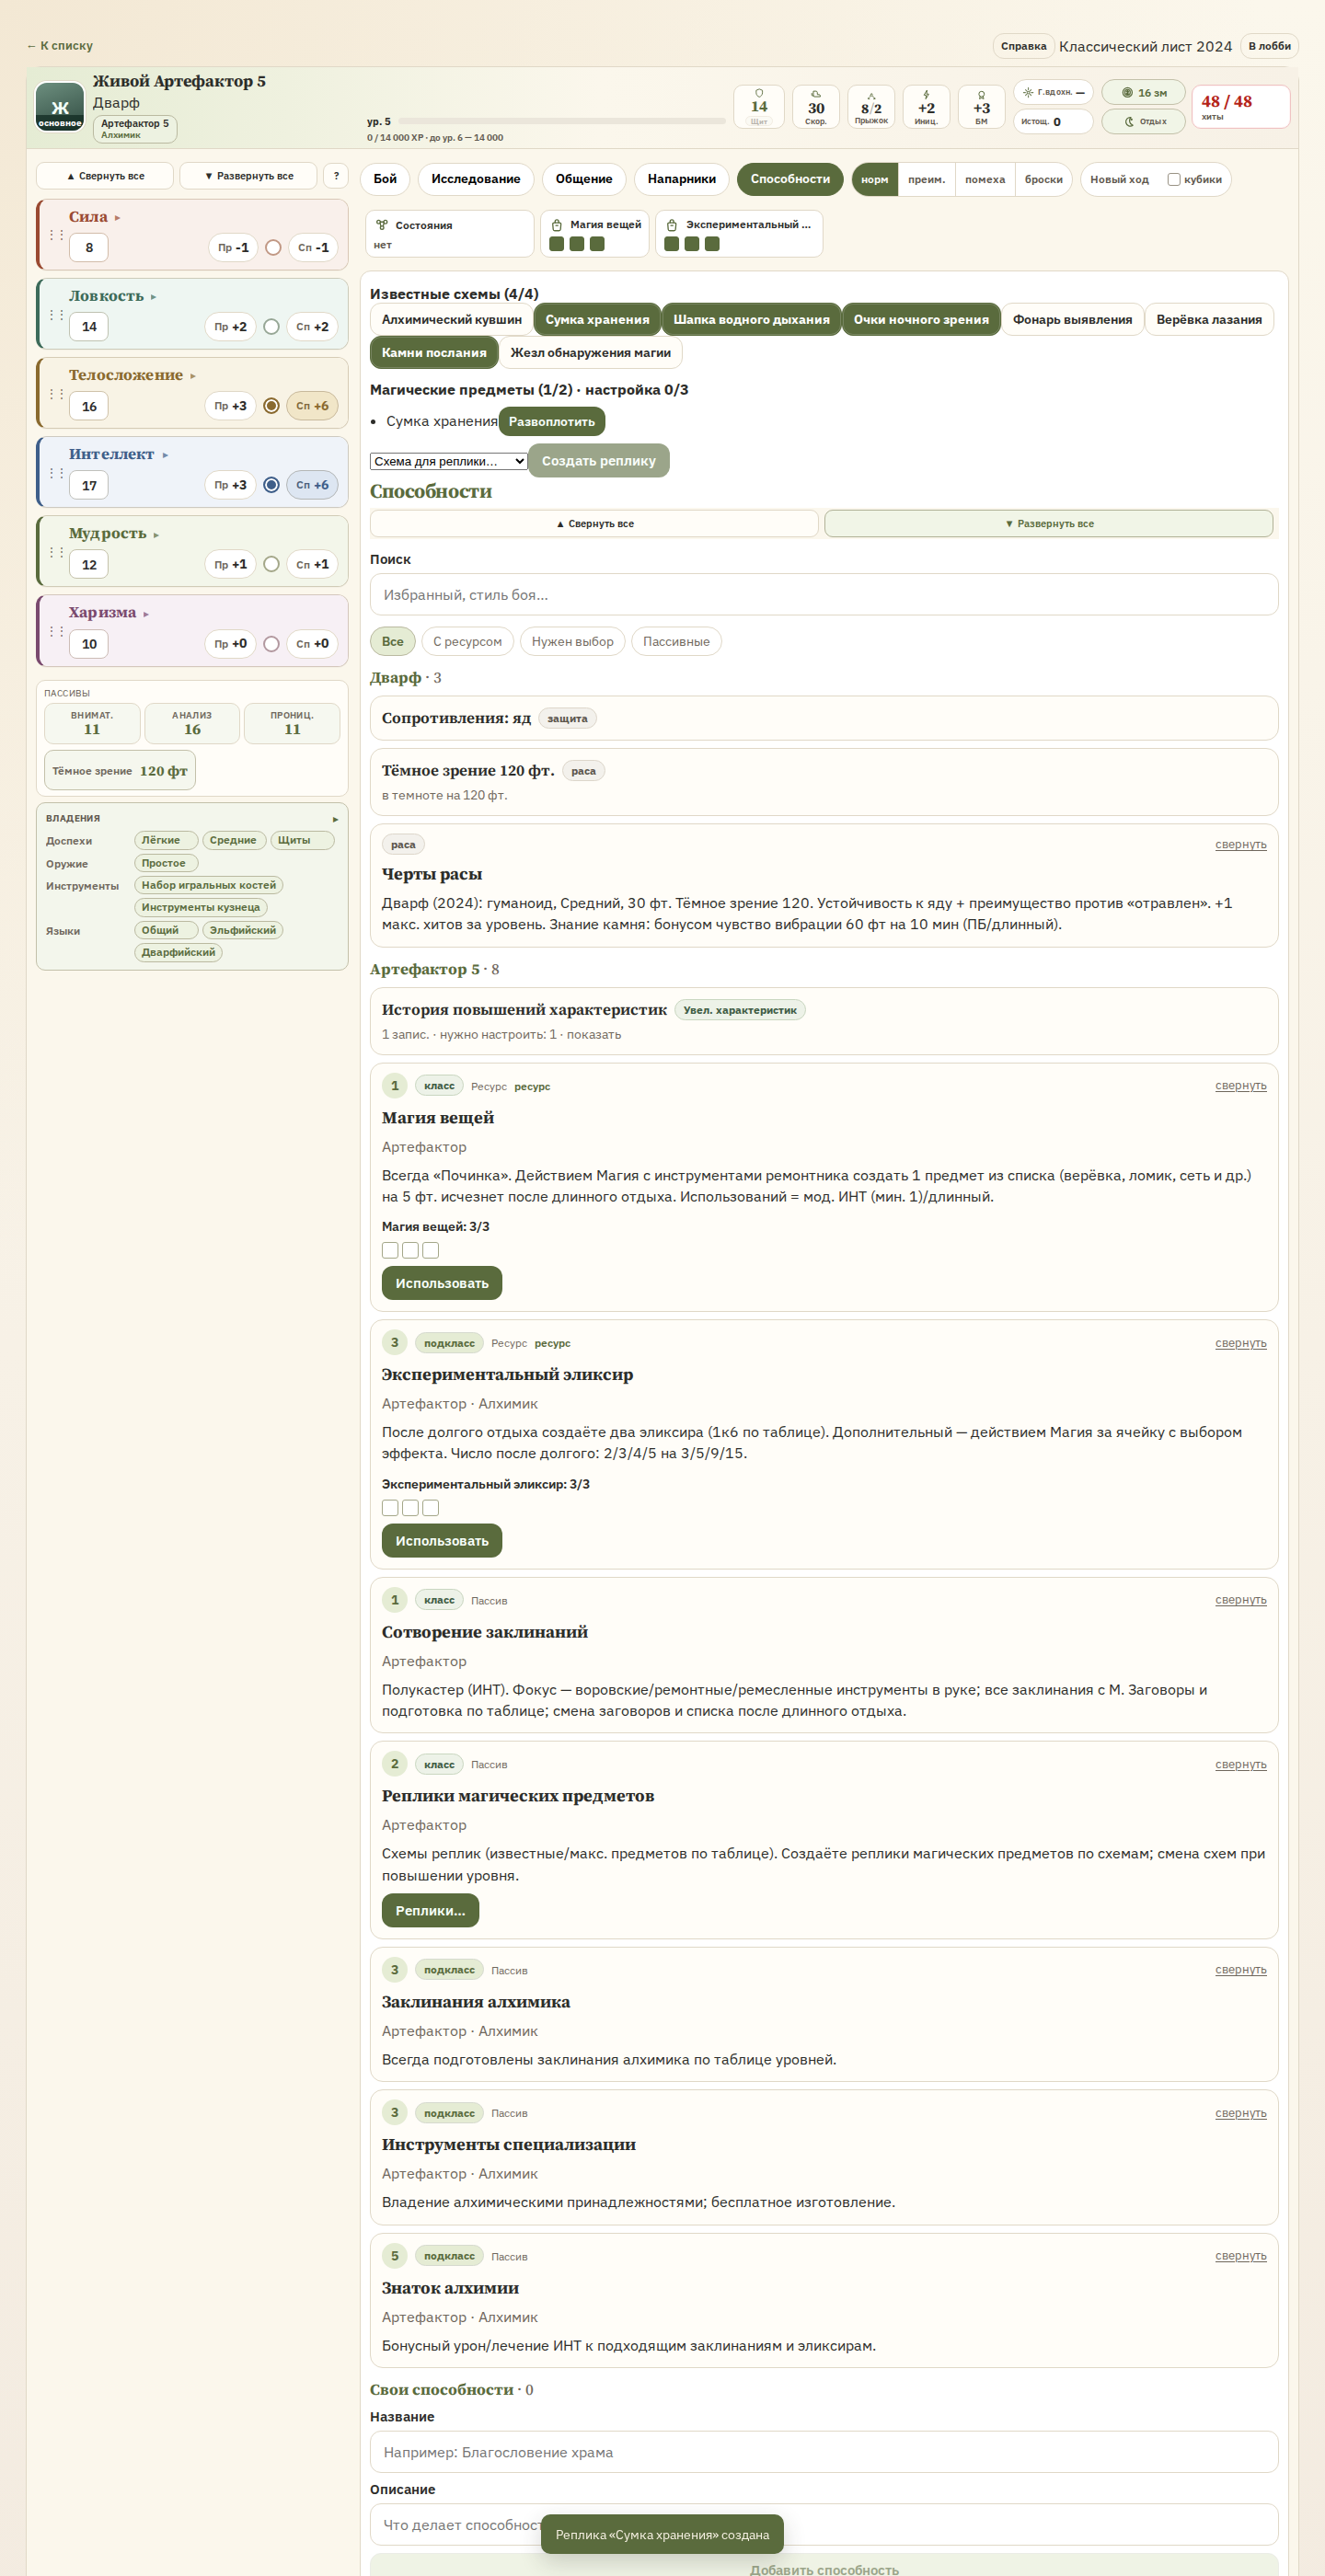 ← К списку
Справка Классический лист 2024 В лобби
Ж
основное
Живой Артефактор 5
Дварф
Артефактор 5
Алхимик
ур. 5
0 / 14 000 XP · до ур. 6 — 14 000
14
Щит
30
Скор.
8/2
Прыжок
+2
Иниц.
+3
БМ
Г.вдохн. —
Истощ. 0
16 зм
Отдых
48 / 48
хиты
▲ Свернуть все ▼ Развернуть все ?
Сила ▸
8 Пр -1 Сп -1
Ловкость ▸
14 Пр +2 Сп +2
Телосложение ▸
16 Пр +3 Сп +6
Интеллект ▸
17 Пр +3 Сп +6
Мудрость ▸
12 Пр +1 Сп +1
Харизма ▸
10 Пр +0 Сп +0
ПАССИВЫ
ВНИМАТ. АНАЛИЗ ПРОНИЦ.
11 16 11
Тёмное зрение 120 фт
ВЛАДЕНИЯ ▸
Доспехи Лёгкие Средние Щиты
Оружие Простое
Инструменты Набор игральных костей
Инструменты кузнеца
Языки Общий Эльфийский
Дварфийский
Бой Исследование Общение Напарники Способности норм преим. помеха броски Новый ход кубики
Состояния
нет
Магия вещей
Экспериментальный ...
Известные схемы (4/4)
Алхимический кувшин Сумка хранения Шапка водного дыхания Очки ночного зрения Фонарь выявления Верёвка лазания
Камни послания Жезл обнаружения магии
Магические предметы (1/2) · настройка 0/3
• Сумка хранения Развоплотить
Схема для реплики... Создать реплику
Способности
▲ Свернуть все ▼ Развернуть все
Поиск
Избранный, стиль боя...
Все С ресурсом Нужен выбор Пассивные
Дварф · 3
Сопротивления: яд защита
Тёмное зрение 120 фт. раса
в темноте на 120 фт.
раса свернуть
Черты расы
Дварф (2024): гуманоид, Средний, 30 фт. Тёмное зрение 120. Устойчивость к яду + преимущество против «отравлен». +1
макс. хитов за уровень. Знание камня: бонусом чувство вибрации 60 фт на 10 мин (ПБ/длинный).
Артефактор 5 · 8
История повышений характеристик Увел. характеристик
1 запис. · нужно настроить: 1 · показать
1 класс Ресурс ресурс свернуть
Магия вещей
Артефактор
Всегда «Починка». Действием Магия с инструментами ремонтника создать 1 предмет из списка (верёвка, ломик, сеть и др.)
на 5 фт. исчезнет после длинного отдыха. Использований = мод. ИНТ (мин. 1)/длинный.
Магия вещей: 3/3
Использовать
3 подкласс Ресурс ресурс свернуть
Экспериментальный эликсир
Артефактор · Алхимик
После долгого отдыха создаёте два эликсира (1к6 по таблице). Дополнительный — действием Магия за ячейку с выбором
эффекта. Число после долгого: 2/3/4/5 на 3/5/9/15.
Экспериментальный эликсир: 3/3
Использовать
1 класс Пассив свернуть
Сотворение заклинаний
Артефактор
Полукастер (ИНТ). Фокус — воровские/ремонтные/ремесленные инструменты в руке; все заклинания с М. Заговоры и
подготовка по таблице; смена заговоров и списка после длинного отдыха.
2 класс Пассив свернуть
Реплики магических предметов
Артефактор
Схемы реплик (известные/макс. предметов по таблице). Создаёте реплики магических предметов по схемам; смена схем при
повышении уровня.
Реплики...
3 подкласс Пассив свернуть
Заклинания алхимика
Артефактор · Алхимик
Всегда подготовлены заклинания алхимика по таблице уровней.
3 подкласс Пассив свернуть
Инструменты специализации
Артефактор · Алхимик
Владение алхимическими принадлежностями; бесплатное изготовление.
5 подкласс Пассив свернуть
Знаток алхимии
Артефактор · Алхимик
Бонусный урон/лечение ИНТ к подходящим заклинаниям и эликсирам.
Свои способности · 0
Название
Например: Благословение храма
Описание
Что делает способност
Реплика «Сумка хранения» создана
Добавить способность